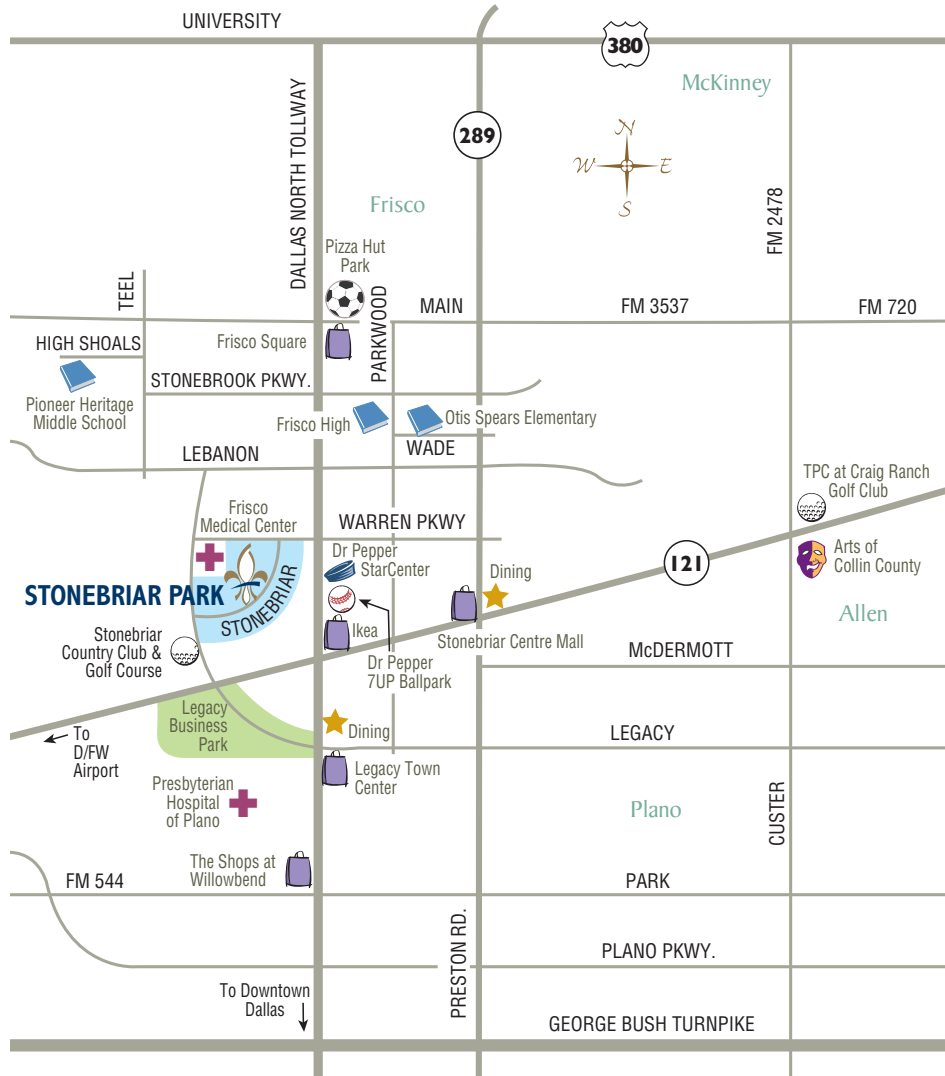 UNIVERSITY
380
McKinney
DALLAS NORTH TOLLWAY
289
N
W
E
S
FM 2478
Frisco
Pizza Hut
Park
TEEL
PARKWOOD
MAIN
FM 3537
FM 720
HIGH SHOALS
Frisco Square
STONEBROOK PKWY.
Pioneer Heritage
Middle School
Frisco High
Otis Spears Elementary
WADE
LEBANON
TPC at Craig Ranch
Golf Club
Frisco
Medical Center
WARREN PKWY
Dr Pepper
StarCenter
Dining
121
Arts of
Collin County
STONEBRIAR PARK
STONEBRIAR
Allen
Stonebriar
Country Club &
Golf Course
Ikea
Stonebriar Centre Mall
McDERMOTT
Dr Pepper
7UP Ballpark
Legacy
Business
Park
Dining
LEGACY
To
D/FW
Airport
Legacy Town
Center
Presbyterian
Hospital
of Plano
Plano
CUSTER
The Shops at
Willowbend
FM 544
PARK
PRESTON RD.
PLANO PKWY.
To Downtown
Dallas
GEORGE BUSH TURNPIKE